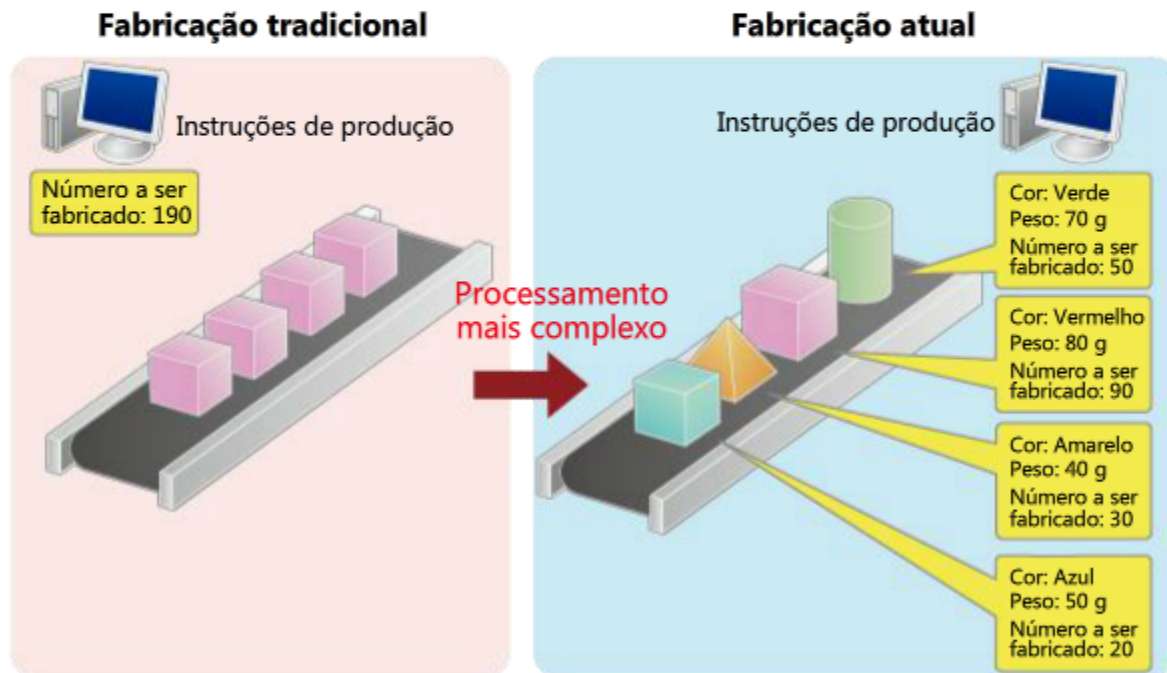 Fabricação tradicional
Instruções de produção
Número a ser
fabricado: 190
Processamento
mais complexo
Fabricação atual
Instruções de produção
Cor: Verde
Peso: 70 g
Número a ser
fabricado: 50
Cor: Vermelho
Peso: 80 g
Número a ser
fabricado: 90
Cor: Amarelo
Peso: 40 g
Número a ser
fabricado: 30
Cor: Azul
Peso: 50 g
Número a ser
fabricado: 20